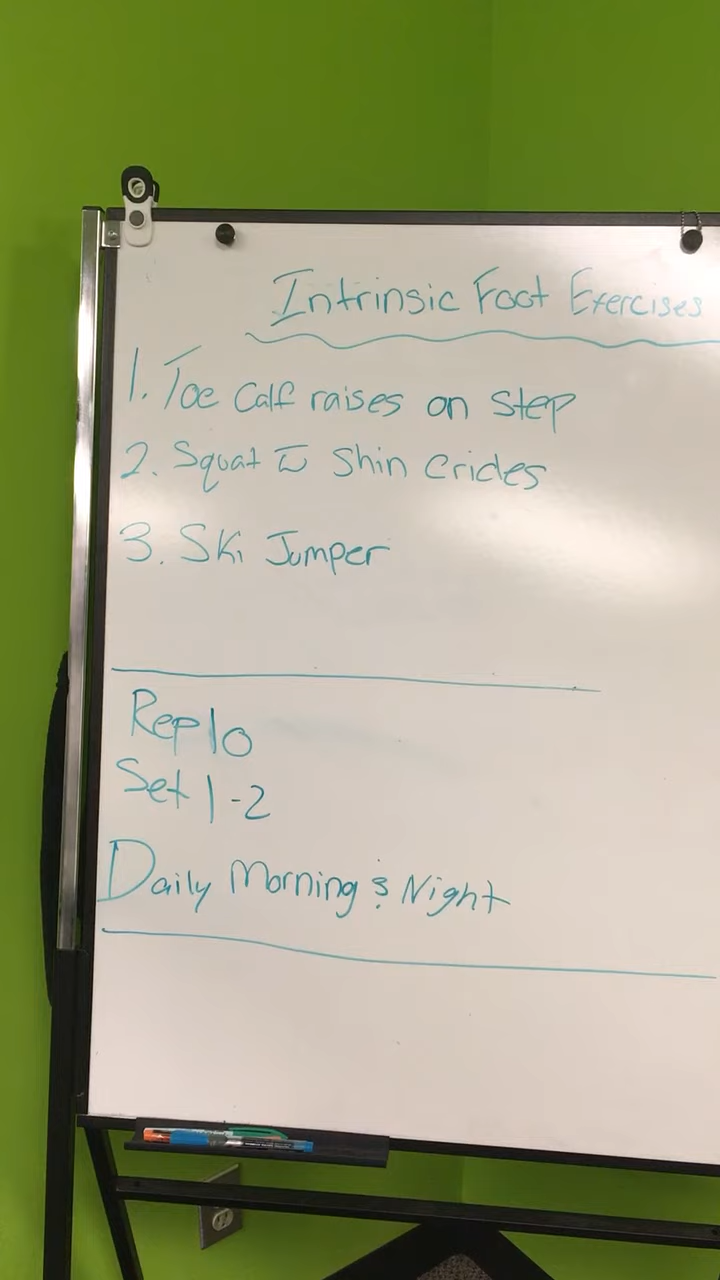 Intrinsic Foot Exercises
1. Toe Calf raises on step
2. Squat Shin
3. Ski Jumper
Rep 10
Set 1-2
Daily Morning & Night